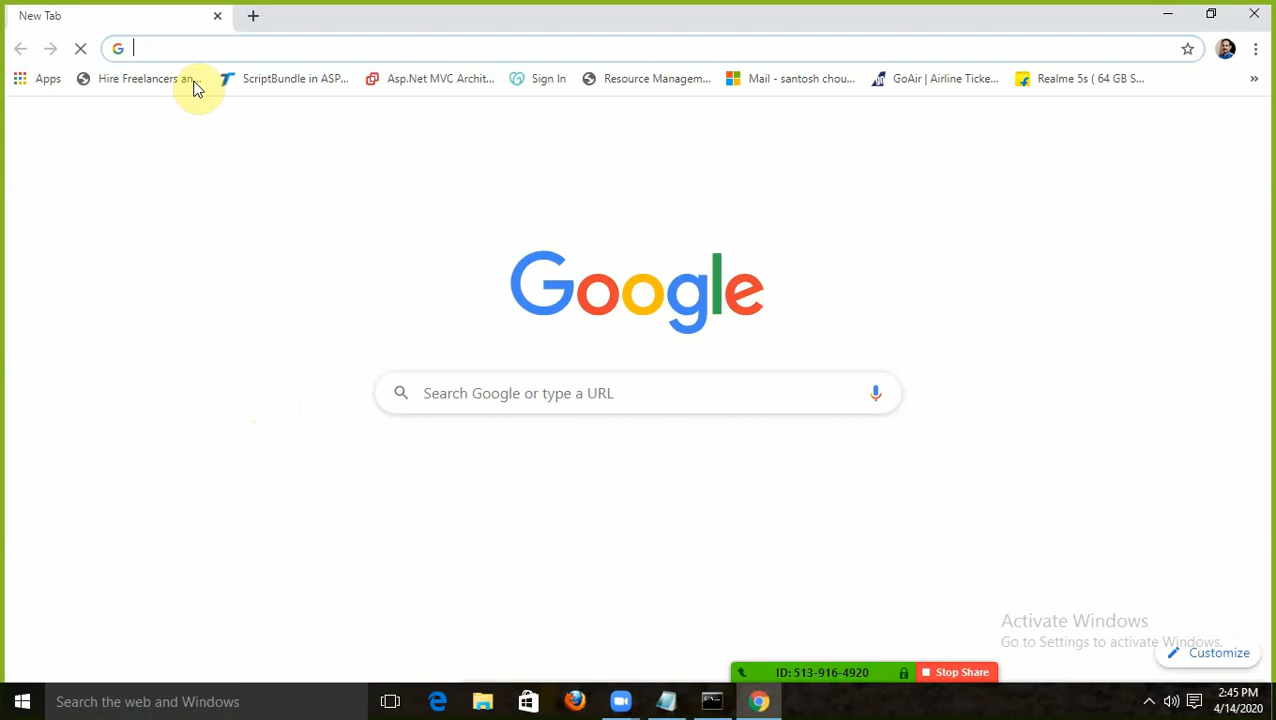 New Tab
Apps
Hire Freelancers an...
ScriptBundle in ASP...
Asp.Net MVC Archit...
Sign In
Resource Managem...
Mail - santosh chou...
GoAir | Airline Ticke...
Realme 5s ( 64 GB S...
»
Google
Search Google or type a URL
Activate Windows
Go to Settings to activate Windows.
Customize
ID: 513-916-4920
Stop Share
Search the web and Windows
2:45 PM
4/14/2020